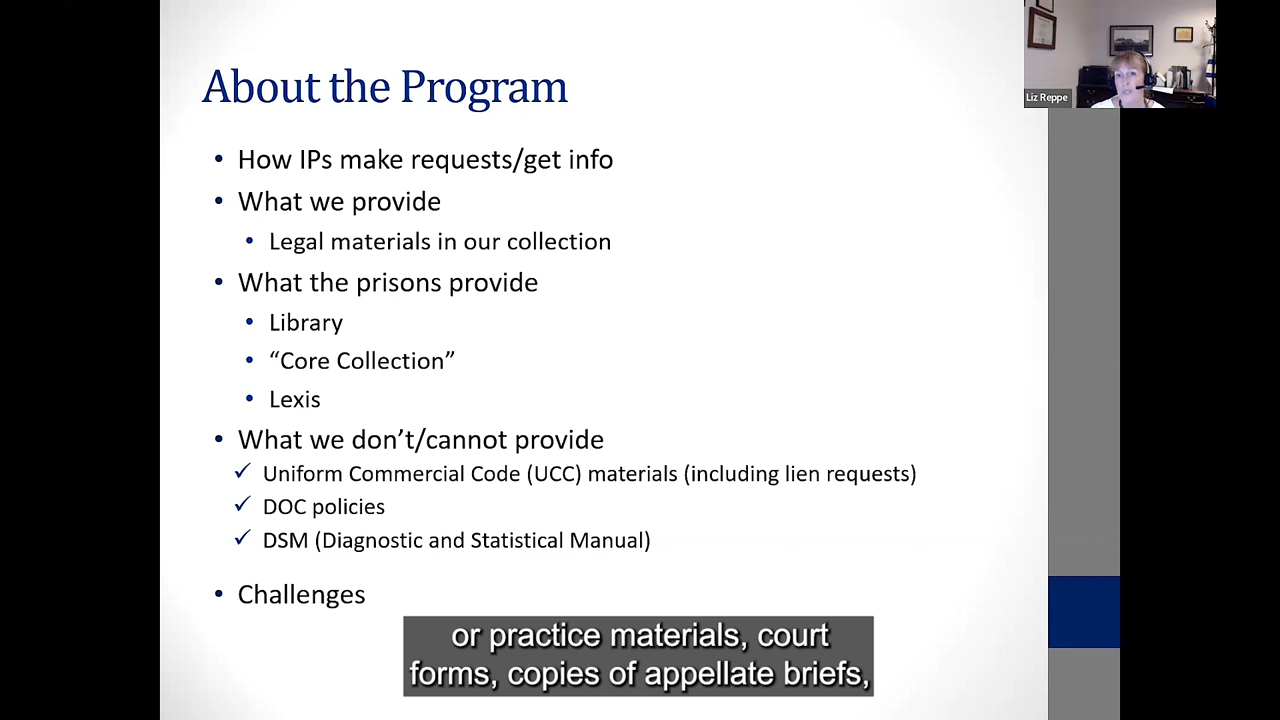 About the Program
Liz Reppe
• How IPs make requests/get info
• What we provide
• Legal materials in our collection
• What the prisons provide
• Library
• “Core Collection”
• Lexis
• What we don’t/cannot provide
✓ Uniform Commercial Code (UCC) materials (including lien requests)
✓ DOC policies
✓ DSM (Diagnostic and Statistical Manual)
• Challenges
or practice materials, court
forms, copies of appellate briefs,